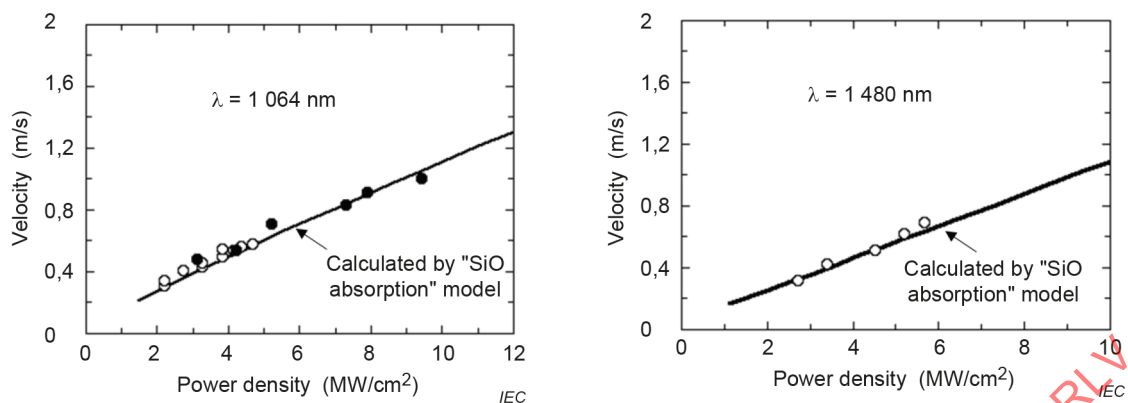 2
1,6
1,2
0,8
0,4
0
Velocity (m/s)
λ = 1 064 nm
Calculated by "SiO
absorption" model
0 2 4 6 8 10 12
Power density (MW/cm²)
IEC
2
1,6
1,2
0,8
0,4
0
Velocity (m/s)
λ = 1 480 nm
Calculated by "SiO
absorption" model
0 2 4 6 8 10
Power density (MW/cm²)
IEC
RLV